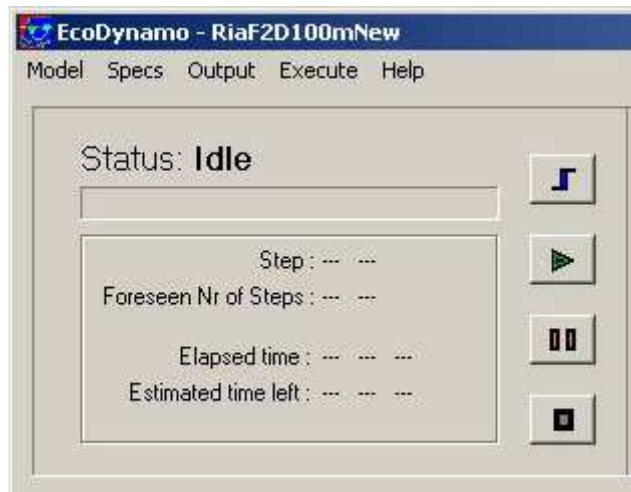 EcoDynamo - RiaF2D100mNew
Model Specs Output Execute Help
Status: Idle
Step : --- ---
Foreseen Nr of Steps : --- ---
Elapsed time : --- --- ---
Estimated time left : --- --- ---